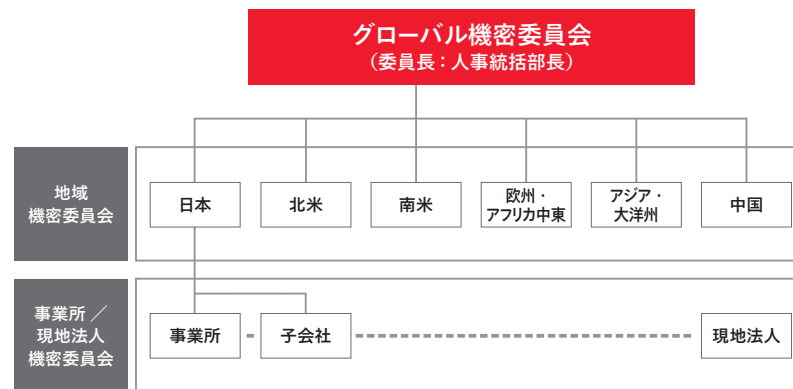 グローバル機密委員会
（委員長：人事統括部長）
地域
機密委員会
日本
北米
南米
欧州・
アフリカ中東
アジア・
大洋州
中国
事業所／
現地法人
機密委員会
事業所
子会社
現地法人